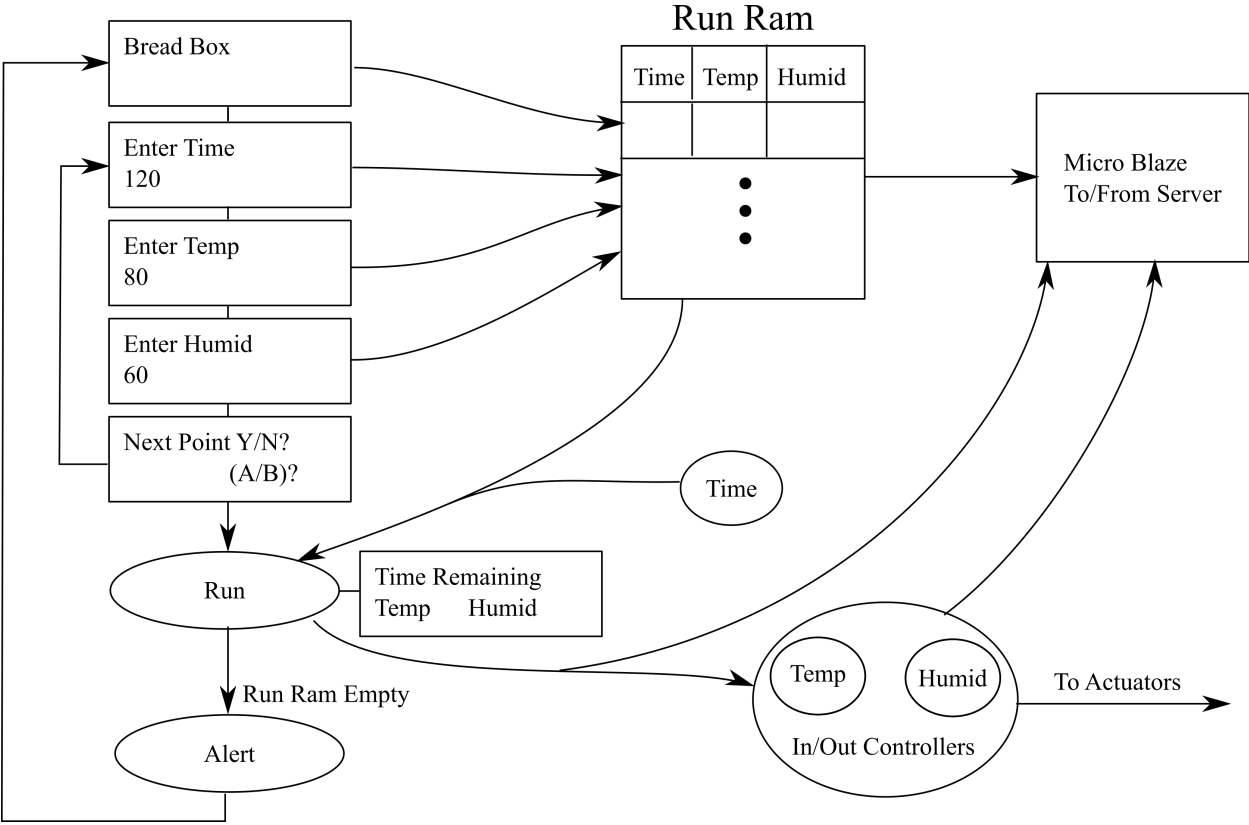 Bread Box
Enter Time
120
Enter Temp
80
Enter Humid
60
Next Point Y/N?
(A/B)?
Run
Time Remaining
Temp Humid
Run Ram Empty
Alert
Run Ram
Time Temp Humid
Time
Micro Blaze
To/From Server
Temp Humid
In/Out Controllers
To Actuators